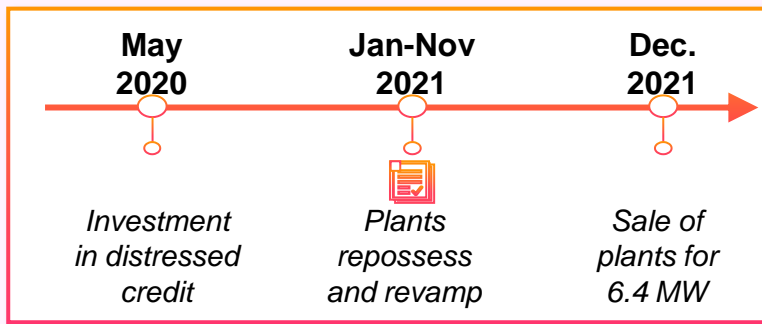 May
2020
Jan-Nov
2021
Dec.
2021
Investment
in distressed
credit
Plants
repossess
and revamp
Sale of
plants for
6.4 MW